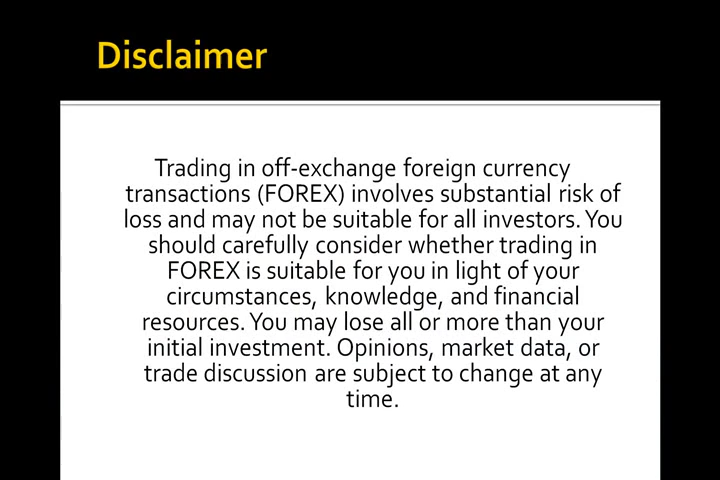 Disclaimer
Trading in off-exchange foreign currency
transactions (FOREX) involves substantial risk of
loss and may not be suitable for all investors. You
should carefully consider whether trading in
FOREX is suitable for you in light of your
circumstances, knowledge, and financial
resources. You may lose all or more than your
initial investment. Opinions, market data, or
trade discussion are subject to change at any
time.